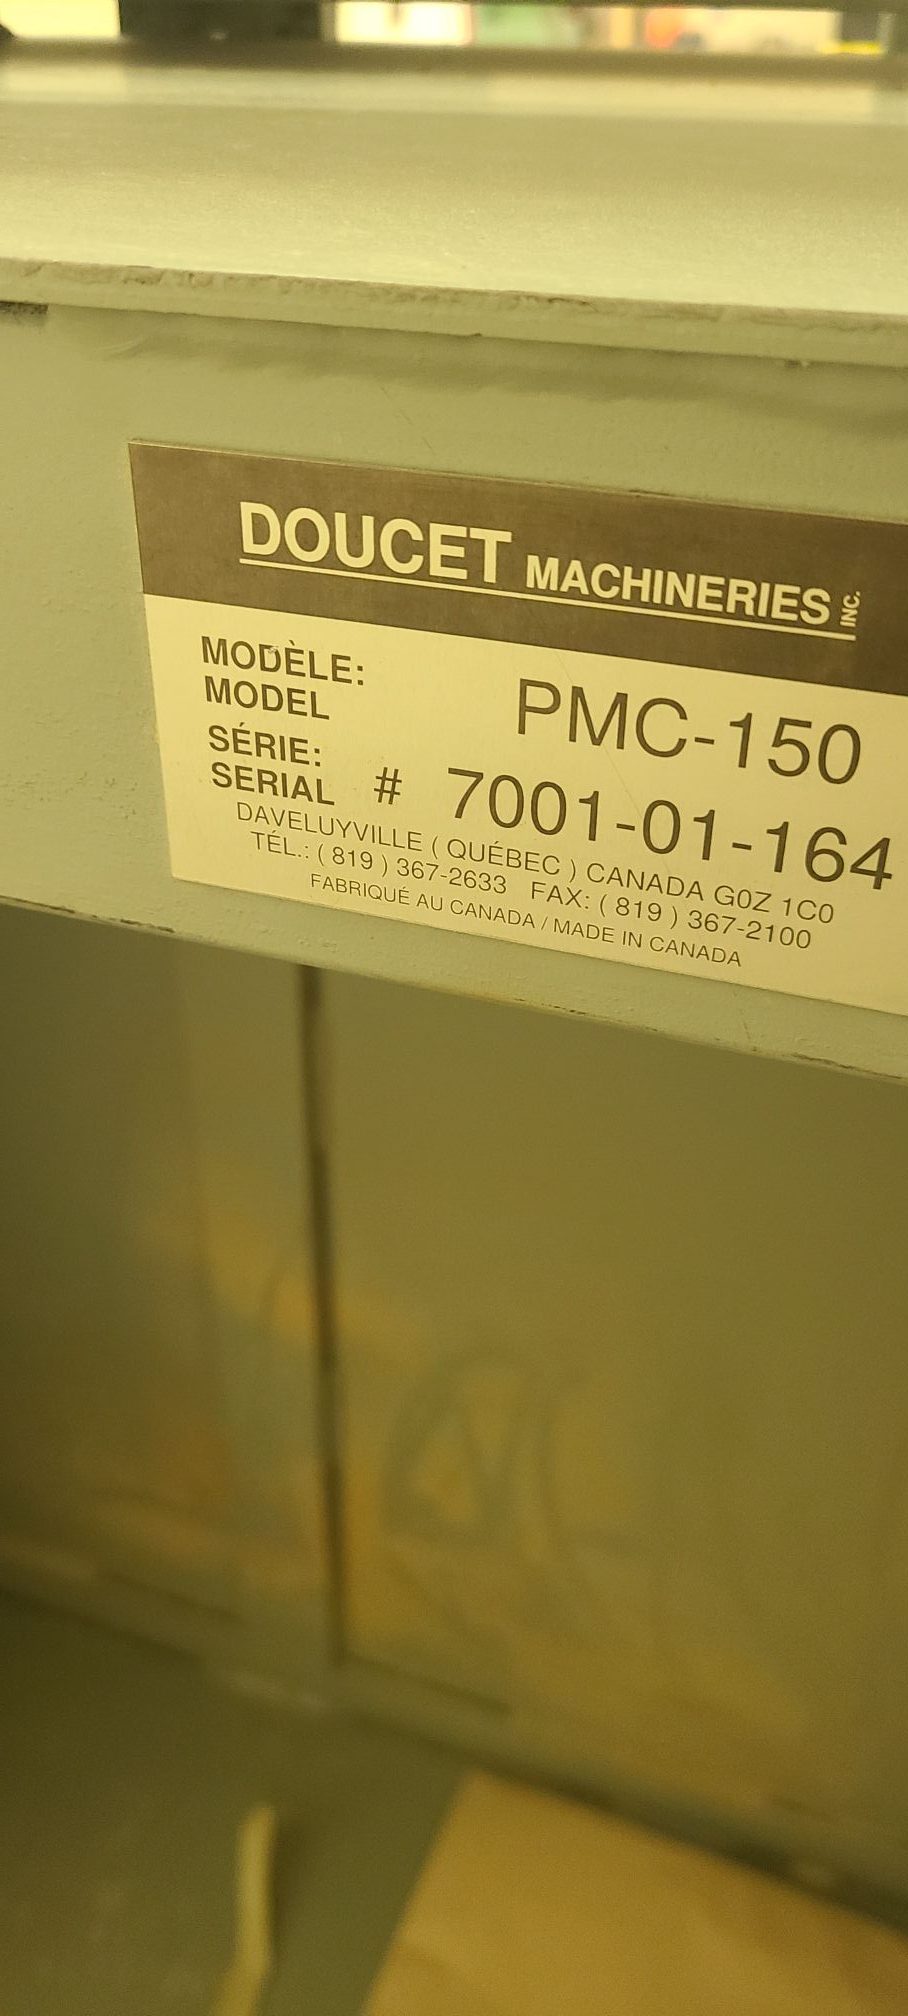 DOUCET MACHINERIES INC.
MODÈLE:
MODEL
PMC-150
SÉRIE:
SERIAL # 7001-01-164
DAVELUYVILLE ( QUÉBEC ) CANADA G0Z 1C0
TÉL.: ( 819 ) 367-2633 FAX: ( 819 ) 367-2100
FABRIQUÉ AU CANADA / MADE IN CANADA